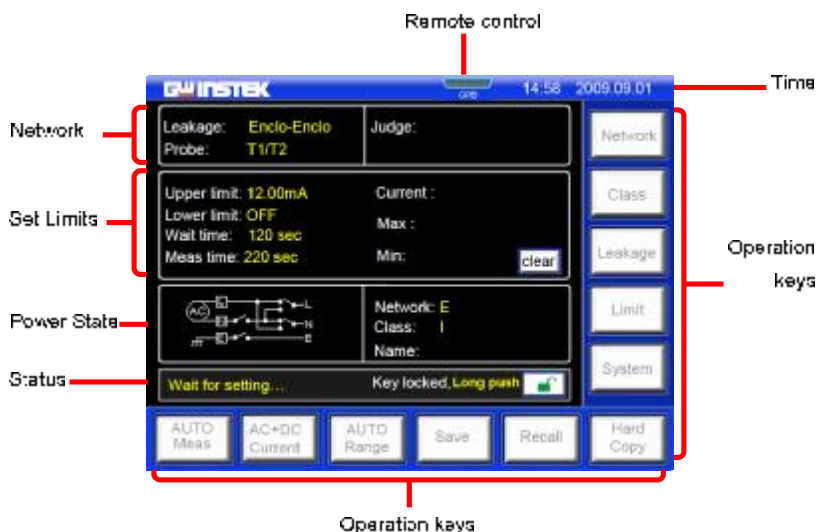 Remote control
GW INSTEK
GPIB
14:58 2009.09.01
Time
Network
Leakage: Enclo-Enclo
Probe: T1/T2
Judge:
Network
Set Limits
Upper limit: 12.00mA
Lower limit: OFF
Wait time: 120 sec
Meas time: 220 sec
Current :
Max :
Min:
clear
Class
Leakage
Operation
keys
Power State
AC
L
N
E
L
N
E
Network: E
Class: I
Name:
Limit
Status
Wait for setting...
Key locked, Long push
System
AUTO
Meas
AC+DC
Current
AUTO
Range
Save
Recall
Hard
Copy
Operation keys